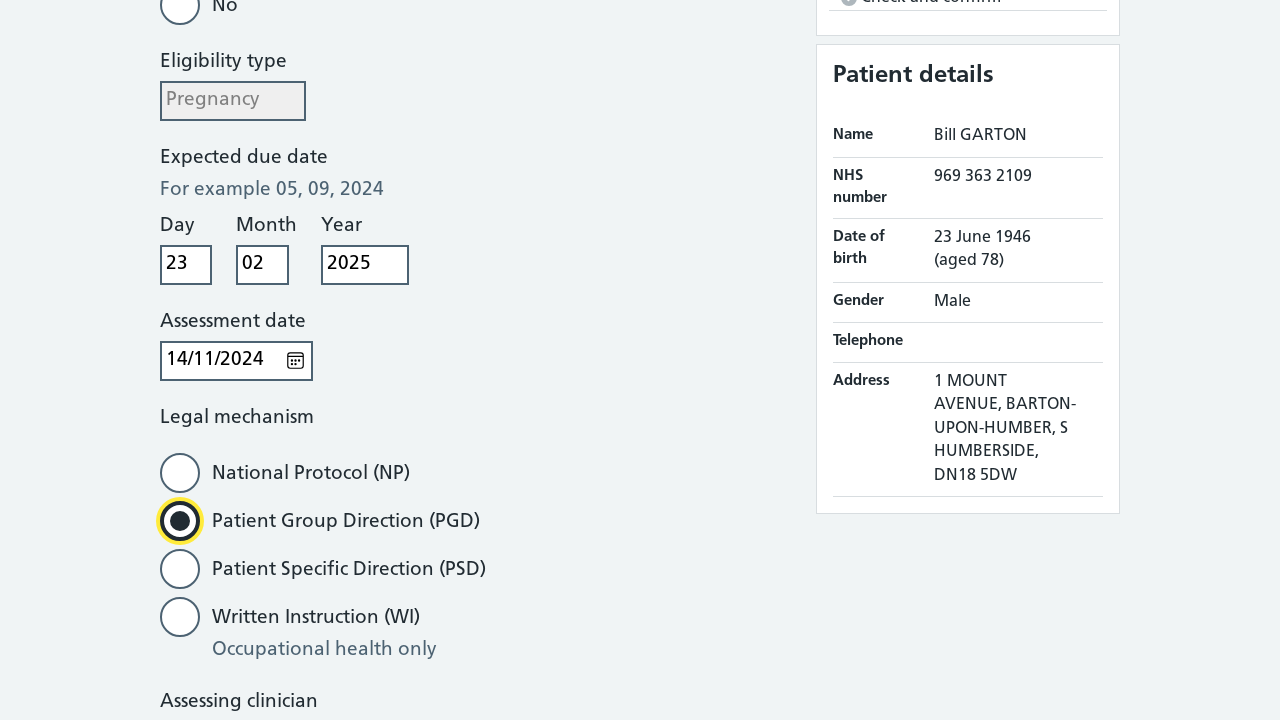 No
Eligibility type
Pregnancy
Expected due date
For example 05, 09, 2024
Day Month Year
23 02 2025
Assessment date
14/11/2024
Legal mechanism
National Protocol (NP)
Patient Group Direction (PGD)
Patient Specific Direction (PSD)
Written Instruction (WI)
Occupational health only
Assessing clinician
Check and confirm
Patient details
Name Bill GARTON
NHS number 969 363 2109
Date of birth 23 June 1946
(aged 78)
Gender Male
Telephone
Address 1 MOUNT
AVENUE, BARTON-
UPON-HUMBER, S
HUMBERSIDE,
DN18 5DW